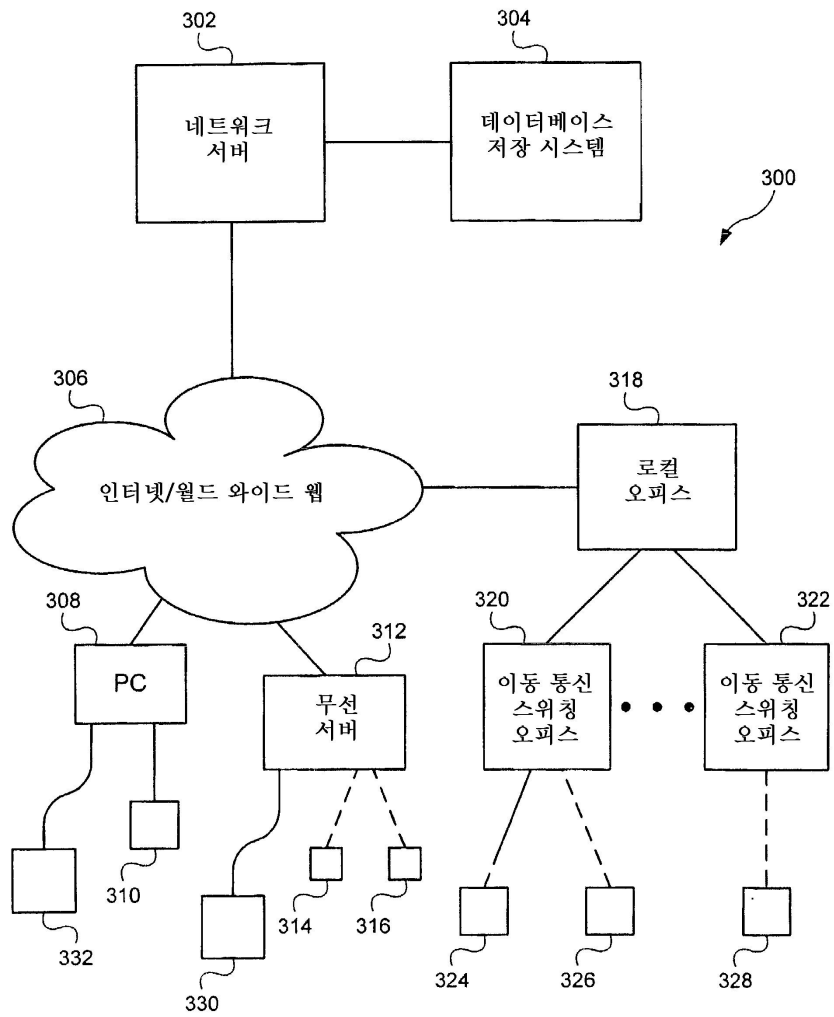 302
304
네트워크
서버
데이터베이스
저장 시스템
300
306
318
인터넷/월드 와이드 웹
로컬
오피스
308
312
320
322
PC
무선
서버
이동 통신
스위칭
오피스
이동 통신
스위칭
오피스
310
314
316
332
330
324
326
328